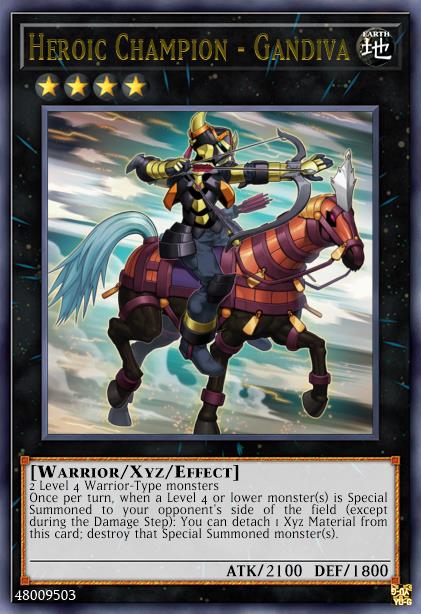 Heroic Champion - Gandiva
EARTH
地
[Warrior/Xyz/Effect]
2 Level 4 Warrior-Type monsters
Once per turn, when a Level 4 or lower monster(s) is Special
Summoned to your opponent's side of the field (except
during the Damage Step): You can detach 1 Xyz Material from
this card; destroy that Special Summoned monster(s).
ATK/2100 DEF/1800
48009503